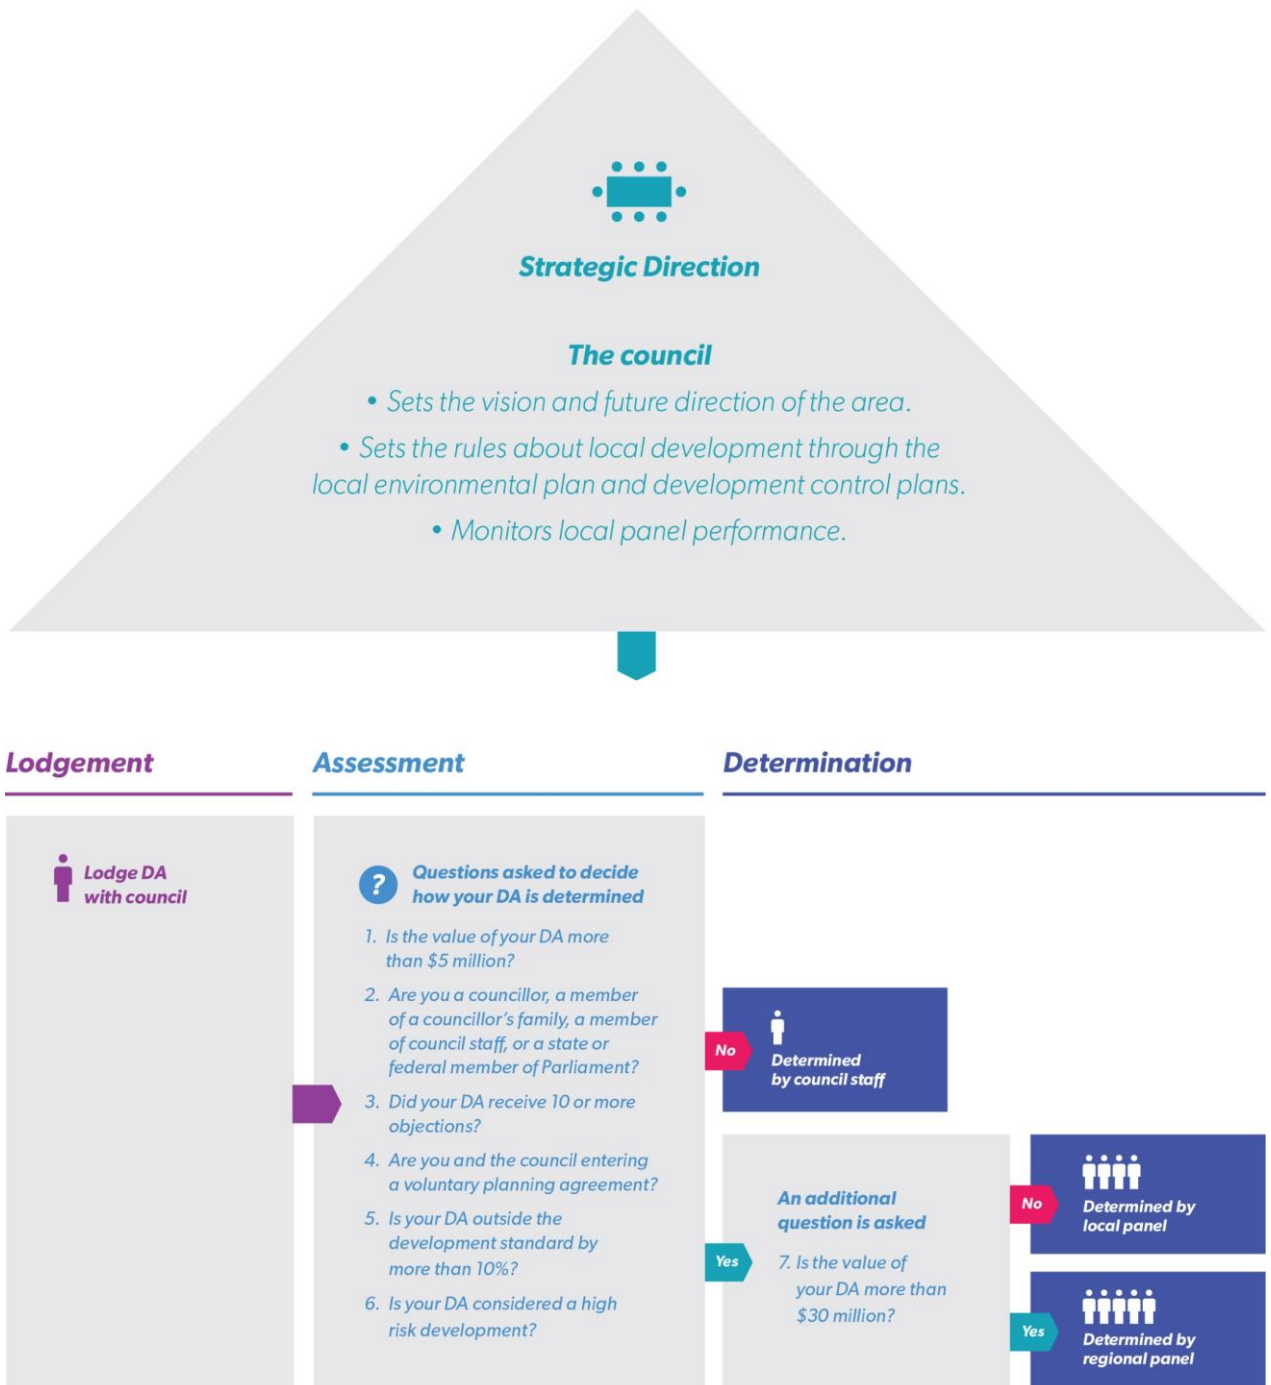 Strategic Direction
The council
• Sets the vision and future direction of the area.
• Sets the rules about local development through the
local environmental plan and development control plans.
• Monitors local panel performance.
Lodgement
Assessment
Determination
Lodge DA
with council
?
Questions asked to decide
how your DA is determined
1. Is the value of your DA more
than $5 million?
2. Are you a councillor, a member
of a councillor’s family, a member
of council staff, or a state or
federal member of Parliament?
3. Did your DA receive 10 or more
objections?
4. Are you and the council entering
a voluntary planning agreement?
5. Is your DA outside the
development standard by
more than 10%?
6. Is your DA considered a high
risk development?
No
Determined
by council staff
Yes
An additional
question is asked
7. Is the value of
your DA more than
$30 million?
No
Determined by
local panel
Yes
Determined by
regional panel